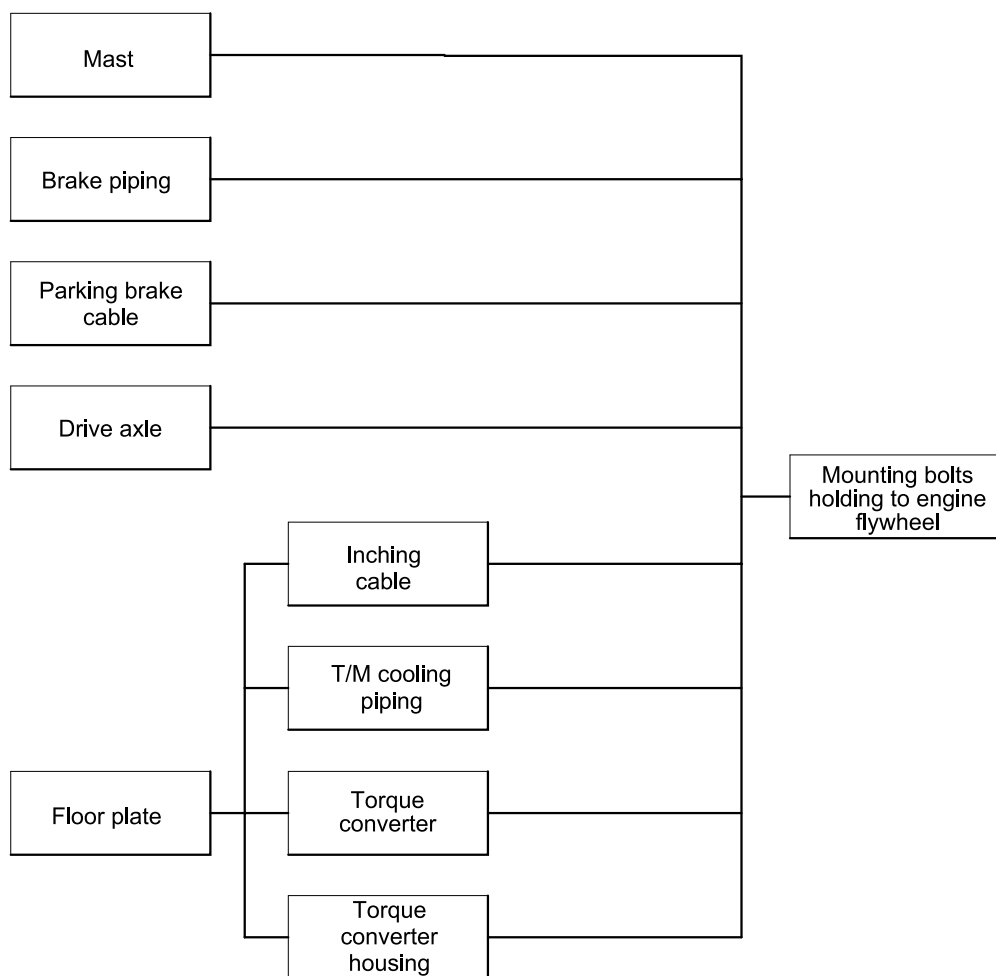 Mast
Brake piping
Parking brake
cable
Drive axle
Mounting bolts
holding to engine
flywheel
Inching
cable
T/M cooling
piping
Floor plate
Torque
converter
Torque
converter
housing